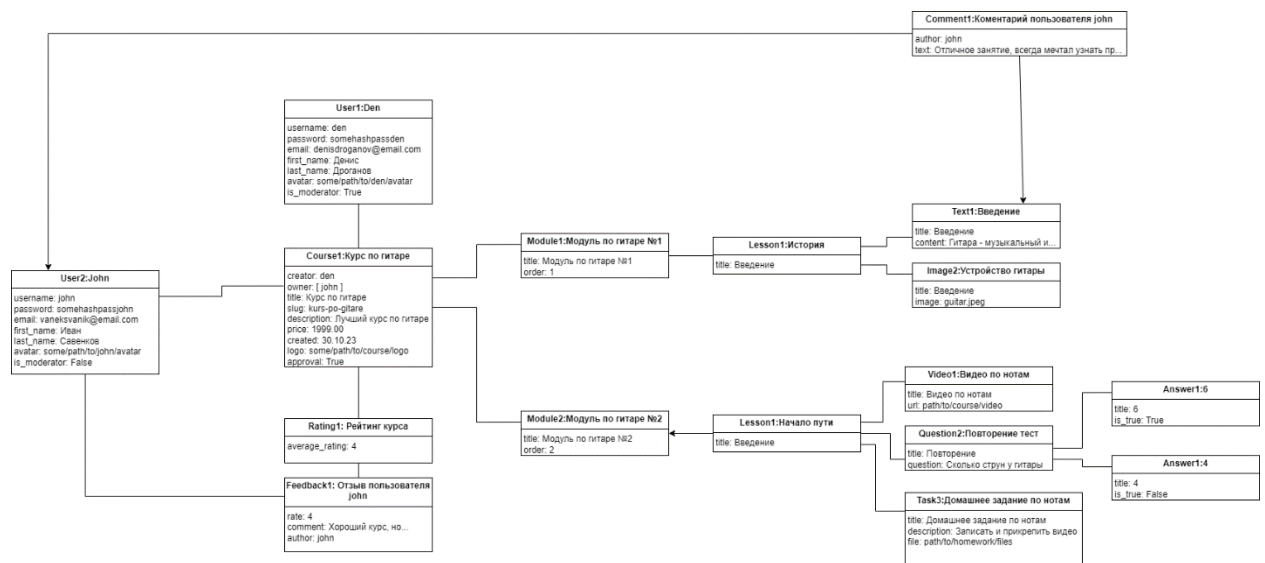 Comment1:Коментарий пользователя john
author: john
text: Отличное занятие, всегда мечтал узнать пр...
User1:Den
username: den
password: somehashpassden
email: denisdroganov@email.com
first_name: Денис
last_name: Дроганов
avatar: some/path/to/den/avatar
is_moderator: True
User2:John
username: john
password: somehashpassjohn
email: vaneksvanik@email.com
first_name: Иван
last_name: Савенков
avatar: some/path/to/john/avatar
is_moderator: False
Course1:Курс по гитаре
creator: den
owner: [ john ]
title: Курс по гитаре
slug: kurs-po-gitare
description: Лучший курс по гитаре
price: 1999.00
created: 30.10.23
logo: some/path/to/course/logo
approval: True
Rating1: Рейтинг курса
average_rating: 4
Feedback1: Отзыв пользователя
john
rate: 4
comment: Хороший курс, но...
author: john
Module1:Модуль по гитаре №1
title: Модуль по гитаре №1
order: 1
Lesson1:История
title: Введение
Text1:Введение
title: Введение
content: Гитара - музыкальный и...
Image2:Устройство гитары
title: Введение
image: guitar.jpeg
Module2:Модуль по гитаре №2
title: Модуль по гитаре №2
order: 2
Lesson1:Начало пути
title: Введение
Video1:Видео по нотам
title: Видео по нотам
url: path/to/course/video
Question2:Повторение тест
title: Повторение
question: Сколько струн у гитары
Task3:Домашнее задание по нотам
title: Домашнее задание по нотам
description: Записать и прикрепить видео
file: path/to/homework/files
Answer1:6
title: 6
is_true: True
Answer1:4
title: 4
is_true: False